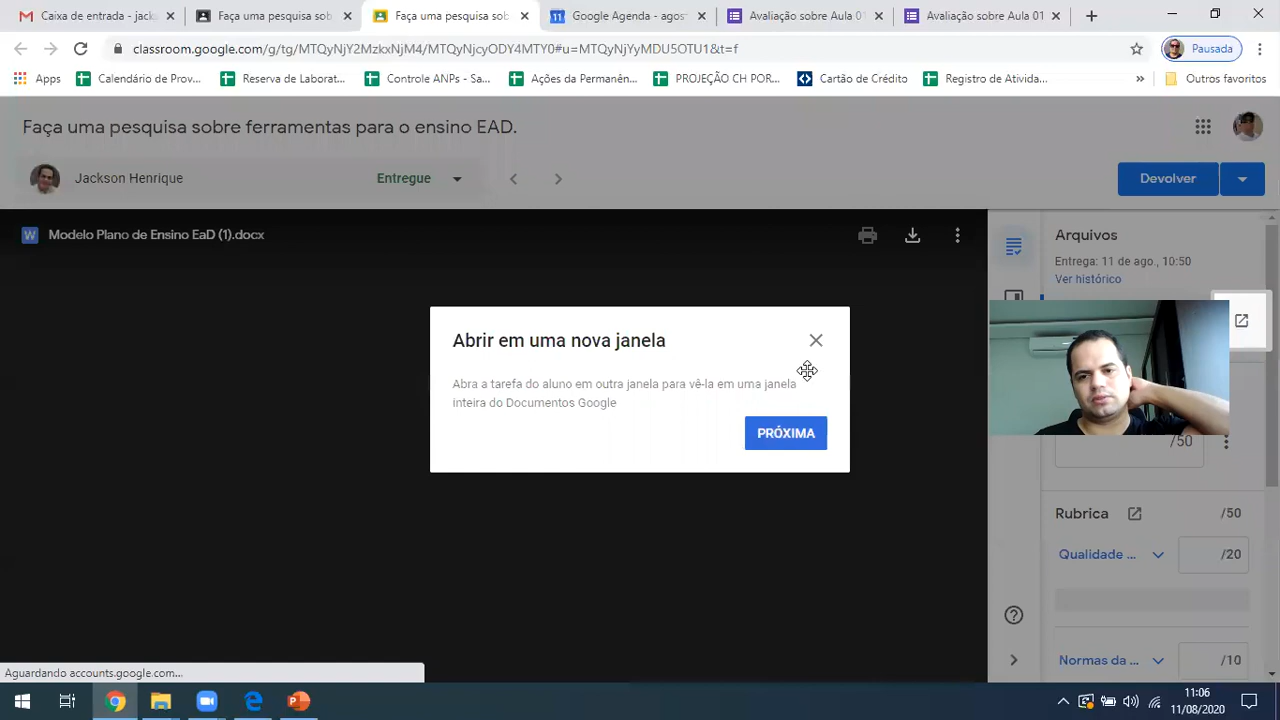 Caixa de entrada - jacks
Faça uma pesquisa sobre
Faça uma pesquisa sobre
Google Agenda - agost
Avaliação sobre Aula 01
Avaliação sobre Aula 01
classroom.google.com/g/tg/MTQyNjY2MzkxNjM4/MTQyNjcyODY4MTY0#u=MTQyNjYyMDU5OTU1&t=f
Pausada
Apps
Calendário de Prov...
Reserva de Laborat...
Controle ANPs - Sa...
Ações da Permanên...
PROJEÇÃO CH POR...
Cartão de Crédito
Registro de Ativida...
»
Outros favoritos
Faça uma pesquisa sobre ferramentas para o ensino EAD.
Jackson Henrique
Entregue
Devolver
W
Modelo Plano de Ensino EaD (1).docx
Arquivos
Entrega: 11 de ago., 10:50
Ver histórico
Abrir em uma nova janela
Abra a tarefa do aluno em outra janela para vê-la em uma janela
inteira do Documentos Google
PRÓXIMA
/50
Rubrica
/50
Qualidade ...
/20
Normas da ...
/10
Aguardando accounts.google.com...
11:06
11/08/2020